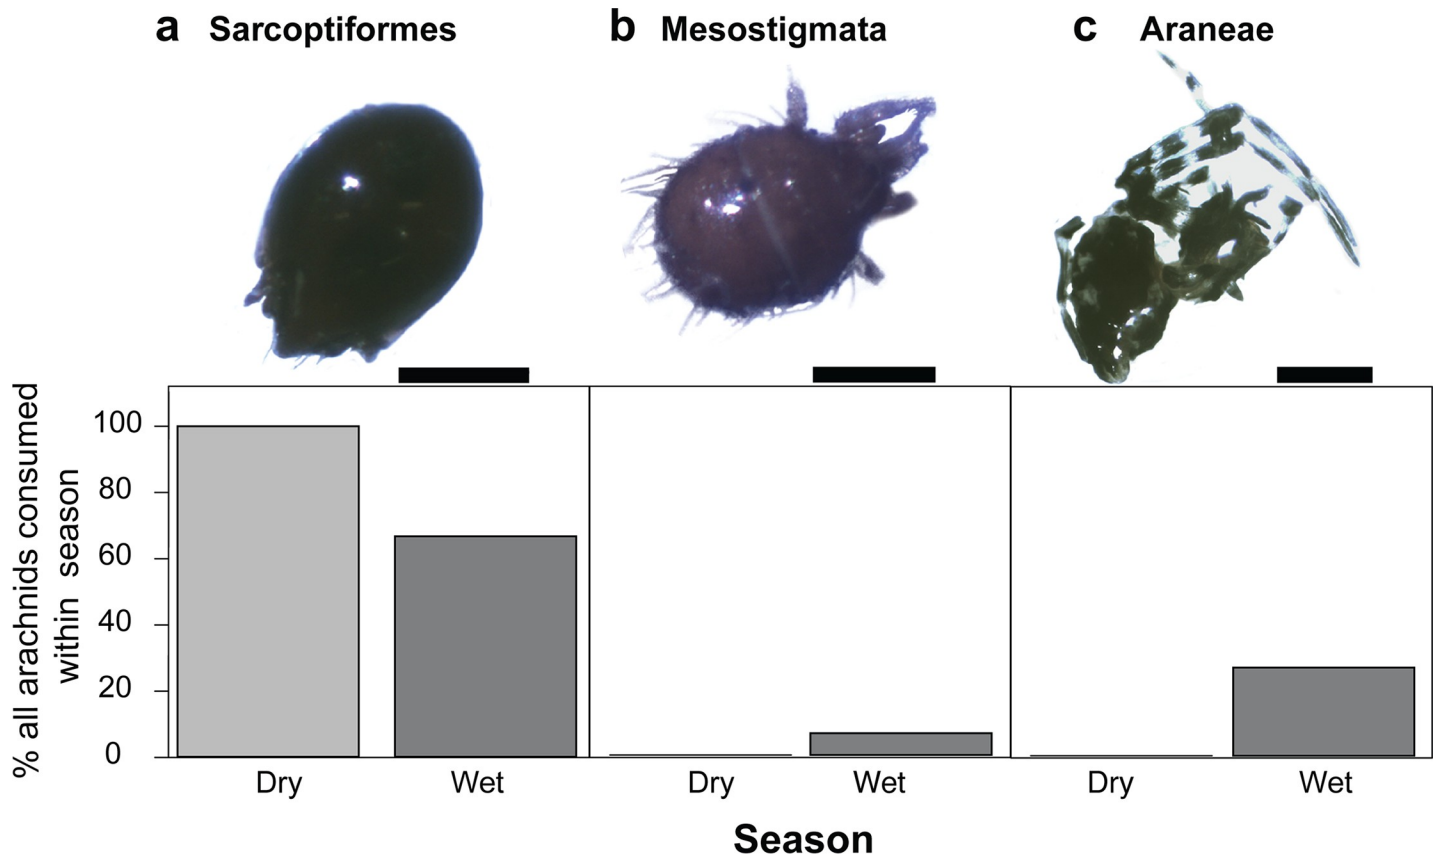 a Sarcoptiformes
b Mesostigmata
c Araneae
% all arachnids consumed
within season
100
80
60
40
20
0
Dry
Wet
Dry
Wet
Dry
Wet
Season